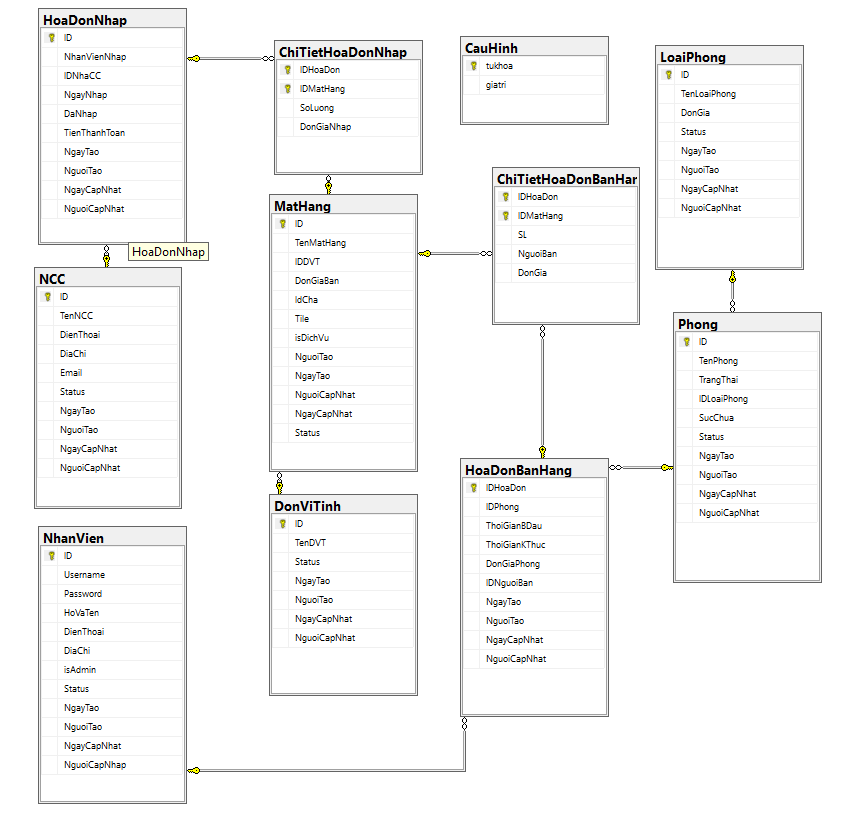 HoaDonNhap
ID
NhanVienNhap
IDNhaCC
NgayNhap
DaNhap
TienThanhToan
NgayTao
NguoiTao
NgayCapNhat
NguoiCapNhat
ChiTietHoaDonNhap
IDHoaDon
IDMatHang
SoLuong
DonGiaNhap
CauHinh
tukhoa
giatri
LoaiPhong
ID
TenLoaiPhong
DonGia
Status
NgayTao
NguoiTao
NgayCapNhat
NguoiCapNhat
HoaDonNhap
MatHang
ID
TenMatHang
IDDVT
DonGiaBan
IdCha
Tile
isDichVu
NguoiTao
NgayTao
NguoiCapNhat
NgayCapNhat
Status
ChiTietHoaDonBanHar
IDHoaDon
IDMatHang
SL
NguoiBan
DonGia
NCC
ID
TenNCC
DienThoai
DiaChi
Email
Status
NgayTao
NguoiTao
NgayCapNhat
NguoiCapNhat
Phong
ID
TenPhong
TrangThai
IDLoaiPhong
SucChua
Status
NgayTao
NguoiTao
NgayCapNhat
NguoiCapNhat
NhanVien
ID
Username
Password
HoVaTen
DienThoai
DiaChi
isAdmin
Status
NgayTao
NguoiTao
NgayCapNhat
NguoiCapNhap
DonViTinh
ID
TenDVT
Status
NgayTao
NguoiTao
NgayCapNhat
NguoiCapNhat
HoaDonBanHang
IDHoaDon
IDPhong
ThoiGianBDau
ThoiGianKThuc
DonGiaPhong
IDNguoiBan
NgayTao
NguoiTao
NgayCapNhat
NguoiCapNhat